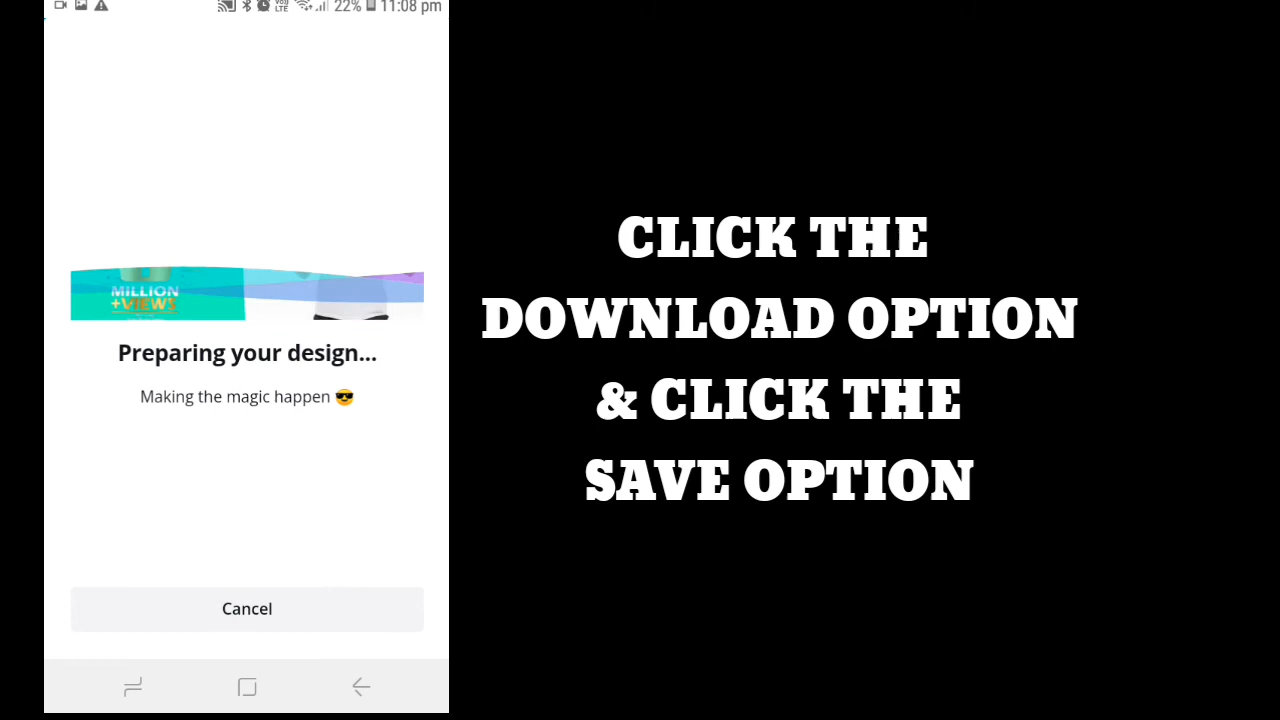 22% 11:08 pm
MILLION
+VIEWS
Preparing your design...
Making the magic happen 😎
Cancel
CLICK THE
DOWNLOAD OPTION
& CLICK THE
SAVE OPTION